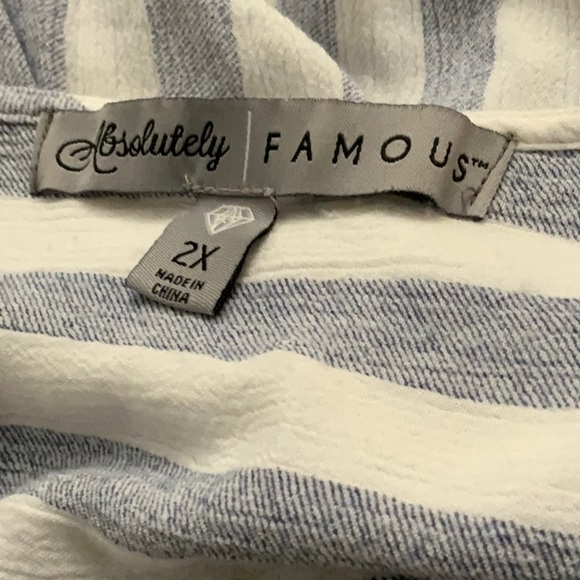 Absolutely FAMOUS™
2X
MADE IN
CHINA